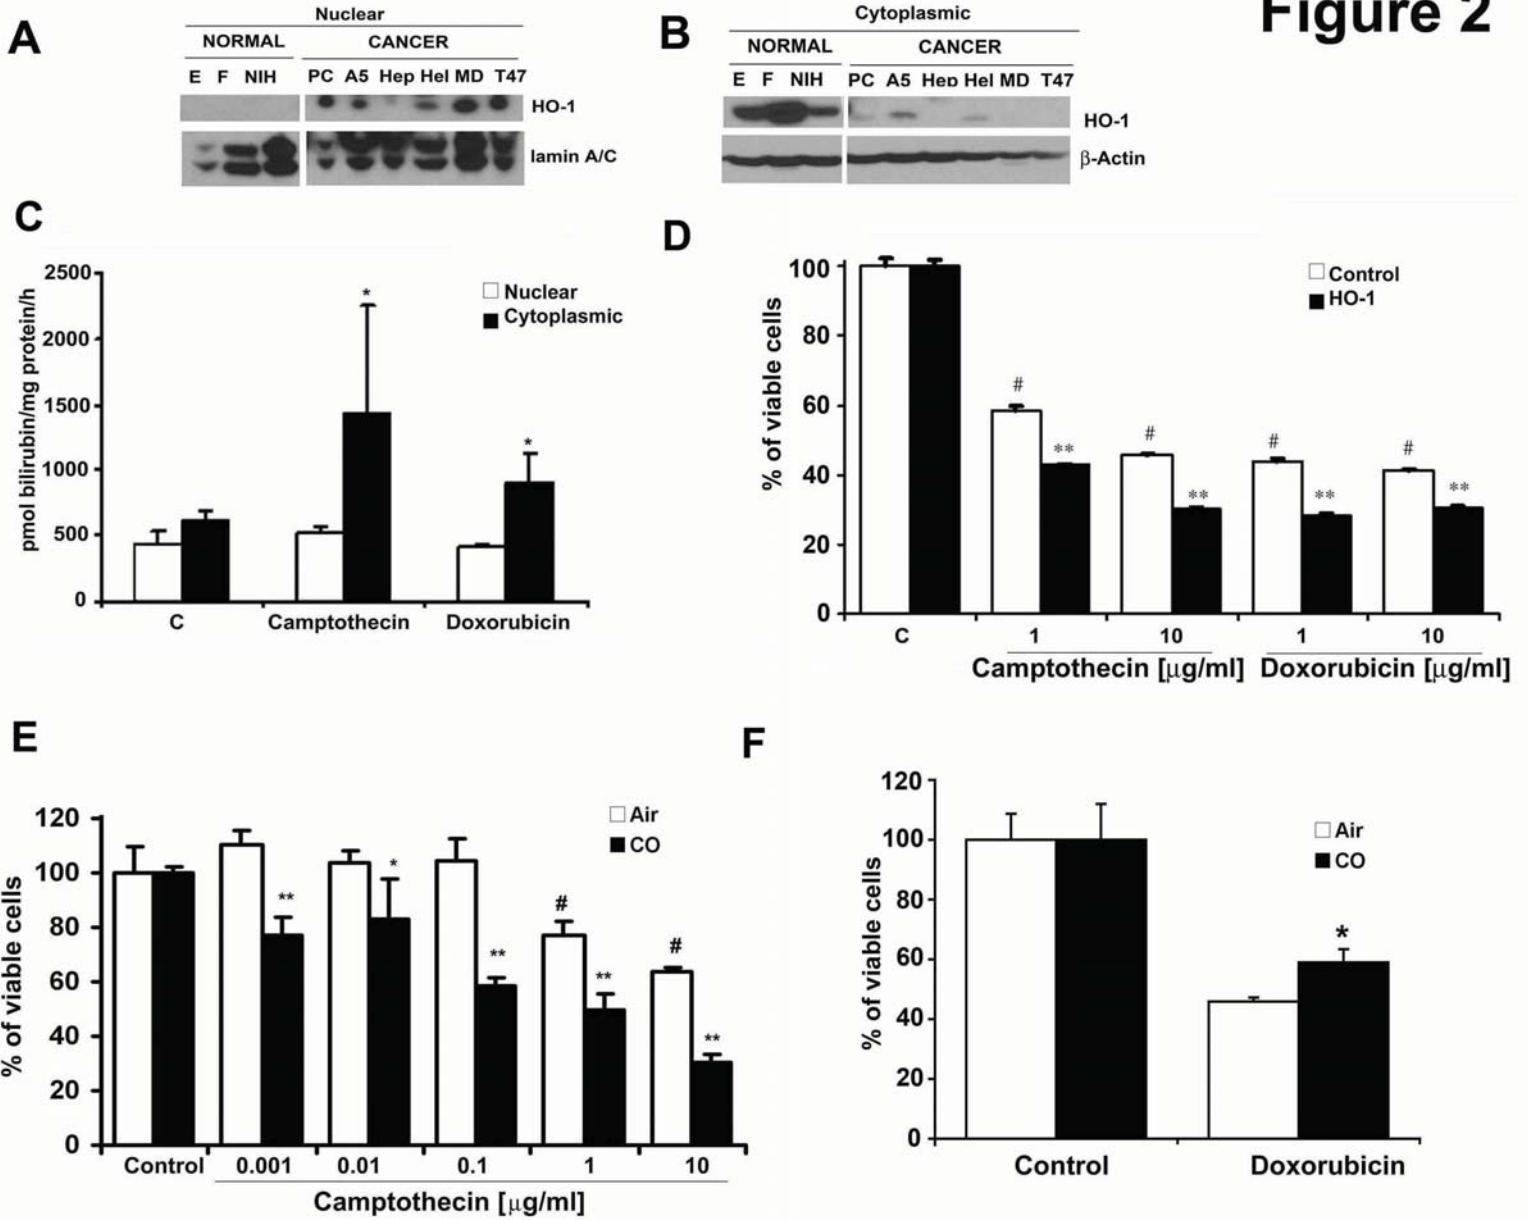 Figure 2
A
Nuclear
NORMAL CANCER
E F NIH PC A5 Hep Hel MD T47
HO-1
lamin A/C
B
Cytoplasmic
NORMAL CANCER
E F NIH PC A5 Hep Hel MD T47
HO-1
β-Actin
C
pmol bilirubin/mg protein/h
2500
2000
1500
1000
500
0
Nuclear
Cytoplasmic
*
*
C Camptothecin Doxorubicin
D
% of viable cells
100
80
60
40
20
0
Control
HO-1
# ** # ** # ** # **
C 1 10 1 10
Camptothecin [µg/ml] Doxorubicin [µg/ml]
E
% of viable cells
120
100
80
60
40
20
0
Air
CO
** * ** # ** # **
Control 0.001 0.01 0.1 1 10
Camptothecin [µg/ml]
F
% of viable cells
120
100
80
60
40
20
0
Air
CO
*
Control Doxorubicin